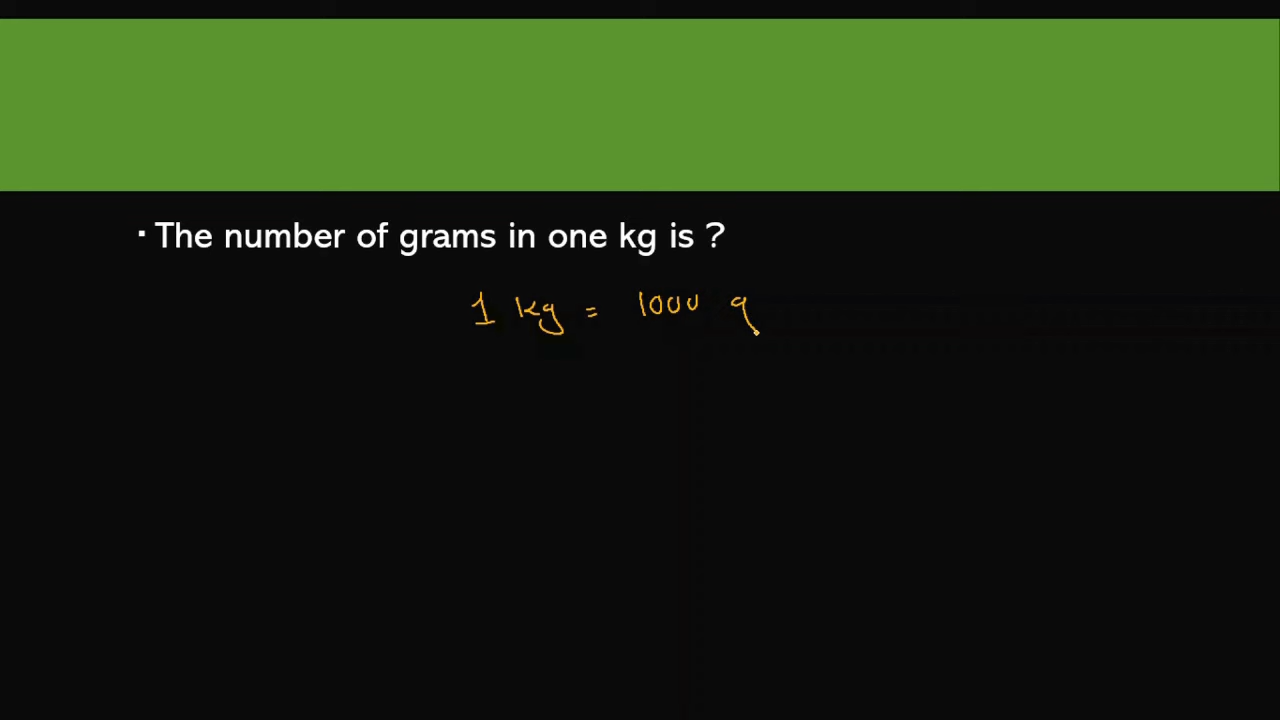 · The number of grams in one kg is ?
1 kg = 1000 g